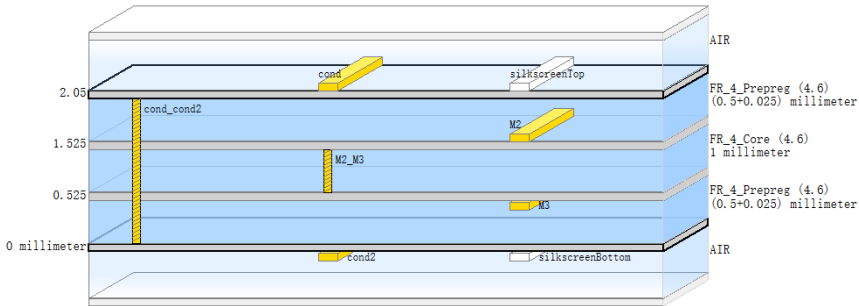 AIR
cond
silkscreenTop
2.05
FR_4_Prepreg (4.6)
(0.5+0.025) millimeter
cond_cond2
M2
1.525
FR_4_Core (4.6)
1 millimeter
M2_M3
0.525
FR_4_Prepreg (4.6)
(0.5+0.025) millimeter
M3
0 millimeter
AIR
cond2
silkscreenBottom